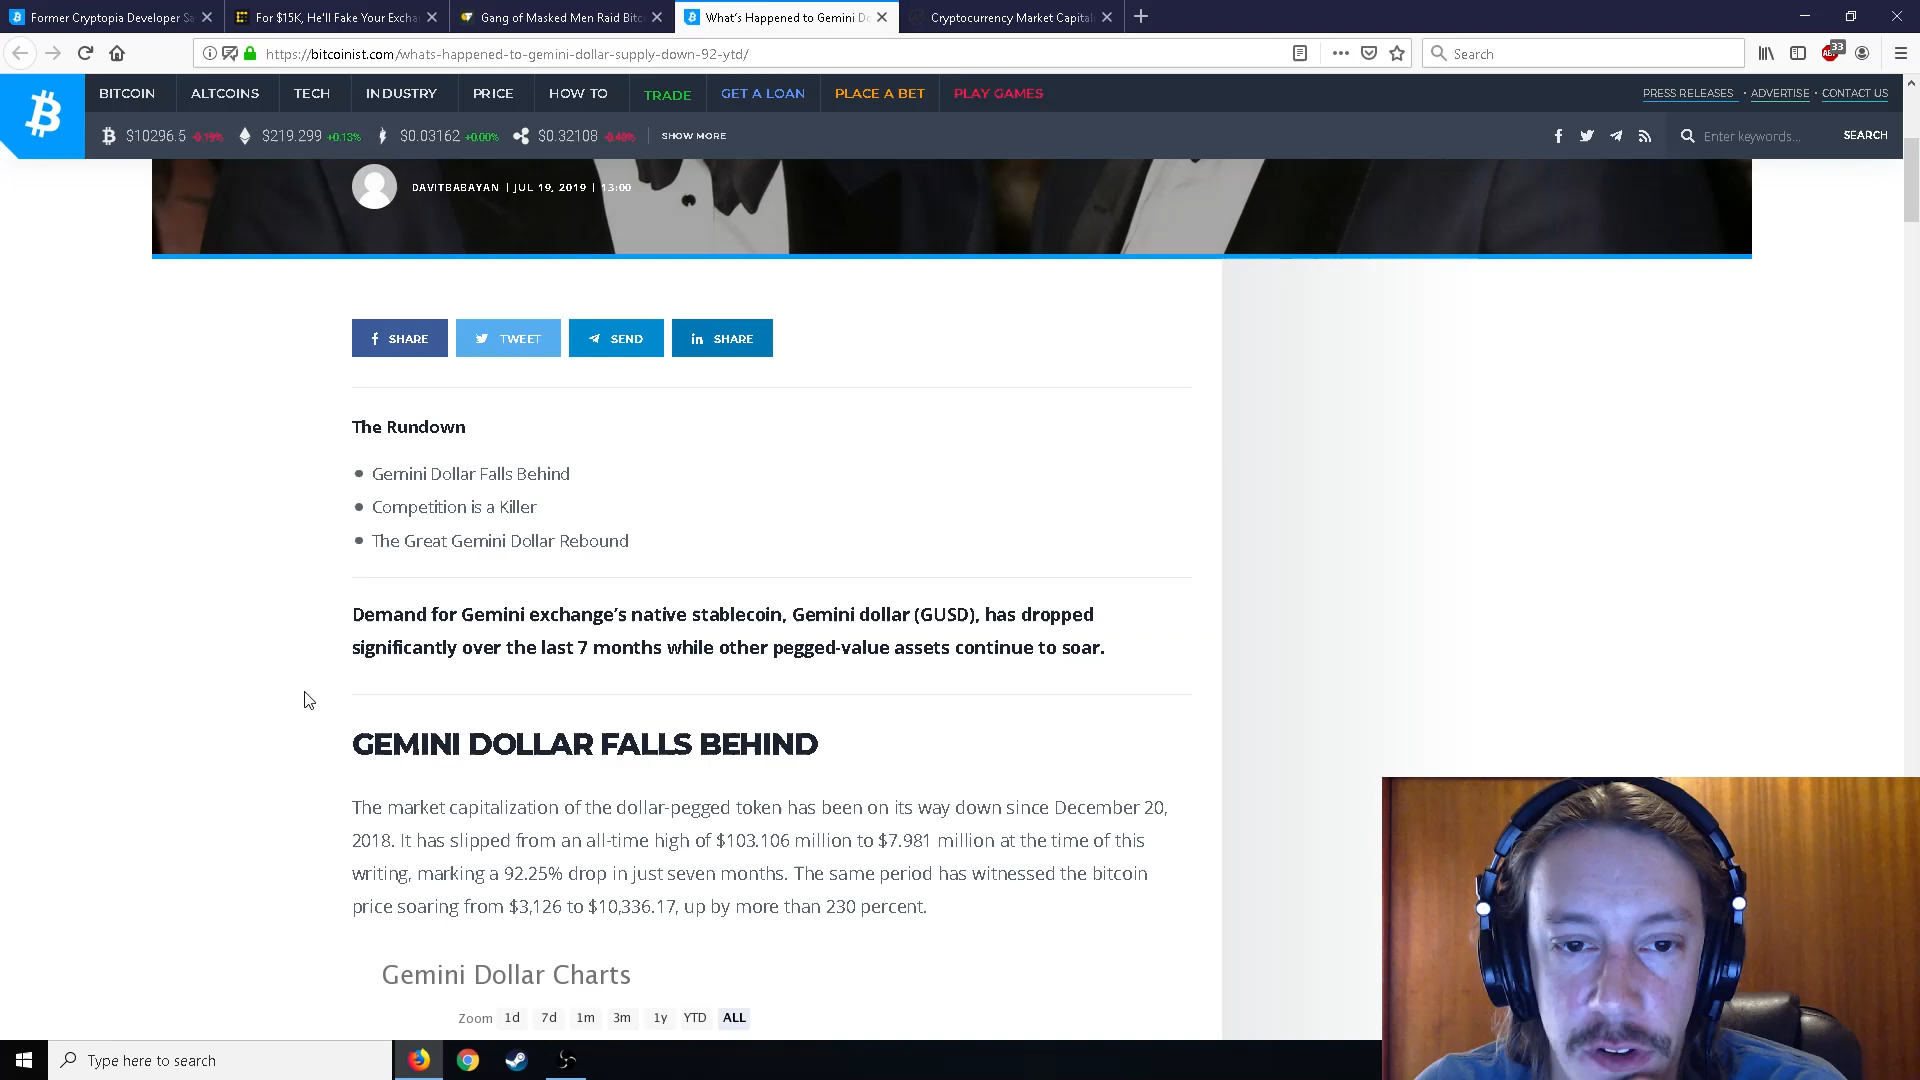 Former Cryptopia Developer Sa
For $15K, He'll Fake Your Excha
Gang of Masked Men Raid Bitc
What's Happened to Gemini Do
Cryptocurrency Market Capital
https://bitcoinist.com/whats-happened-to-gemini-dollar-supply-down-92-ytd/
Search
33
BITCOIN ALTCOINS TECH INDUSTRY PRICE HOW TO TRADE GET A LOAN PLACE A BET PLAY GAMES
PRESS RELEASES · ADVERTISE · CONTACT US
$10296.5 -0.19% $219.299 +0.13% $0.03162 +0.00% $0.32108 -0.40% SHOW MORE
Enter keywords... SEARCH
DAVITBABAYAN | JUL 19, 2019 | 13:00
SHARE TWEET SEND SHARE
The Rundown
Gemini Dollar Falls Behind
Competition is a Killer
The Great Gemini Dollar Rebound
Demand for Gemini exchange's native stablecoin, Gemini dollar (GUSD), has dropped
significantly over the last 7 months while other pegged-value assets continue to soar.
GEMINI DOLLAR FALLS BEHIND
The market capitalization of the dollar-pegged token has been on its way down since December 20,
2018. It has slipped from an all-time high of $103.106 million to $7.981 million at the time of this
writing, marking a 92.25% drop in just seven months. The same period has witnessed the bitcoin
price soaring from $3,126 to $10,336.17, up by more than 230 percent.
Gemini Dollar Charts
Zoom 1d 7d 1m 3m 1y YTD ALL
Type here to search